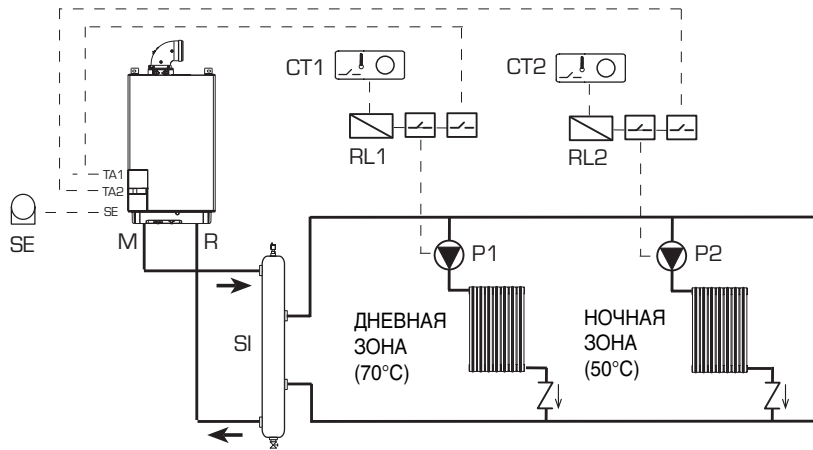 CT1
CT2
RL1
RL2
TA1
TA2
SE
SE
M
R
P1
P2
SI
ДНЕВНАЯ
ЗОНА
(70°C)
НОЧНАЯ
ЗОНА
(50°C)